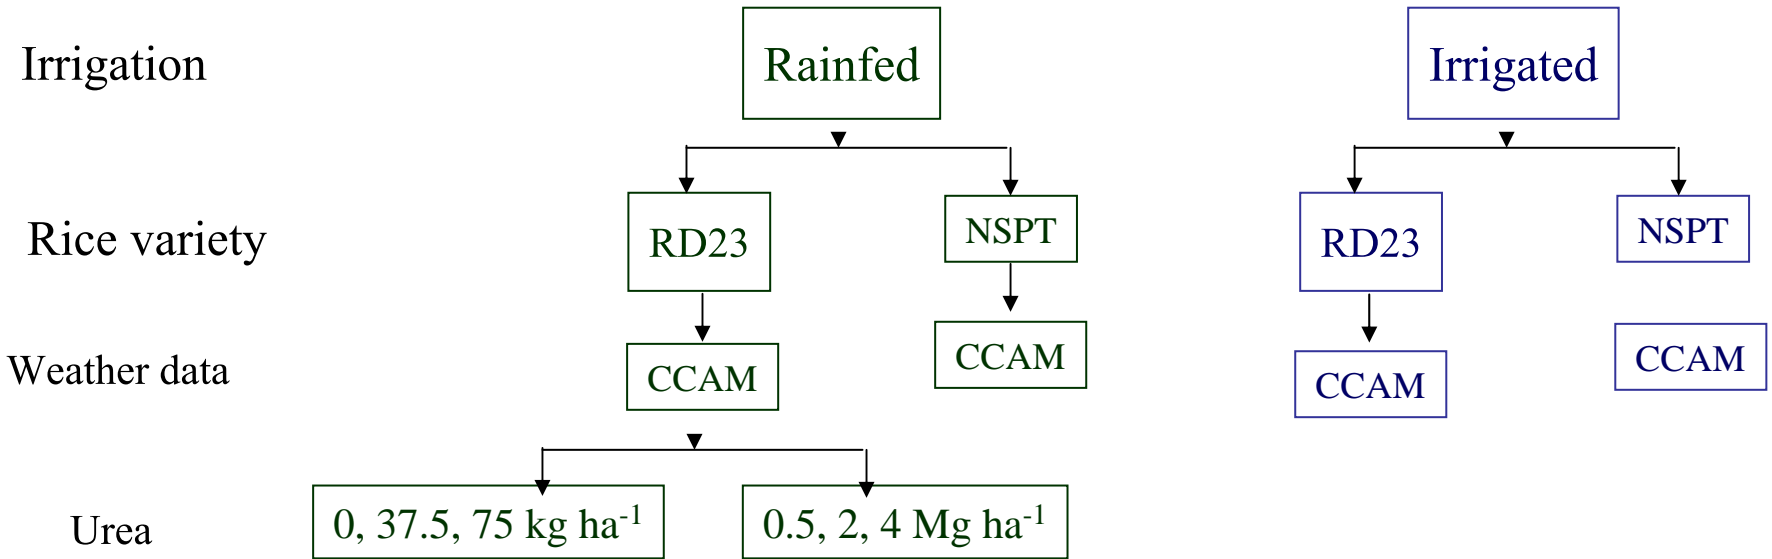 Irrigation
Rainfed
Irrigated
Rice variety
RD23
NSPT
RD23
NSPT
Weather data
CCAM
CCAM
CCAM
CCAM
Urea
0, 37.5, 75 kg ha⁻¹
0.5, 2, 4 Mg ha⁻¹